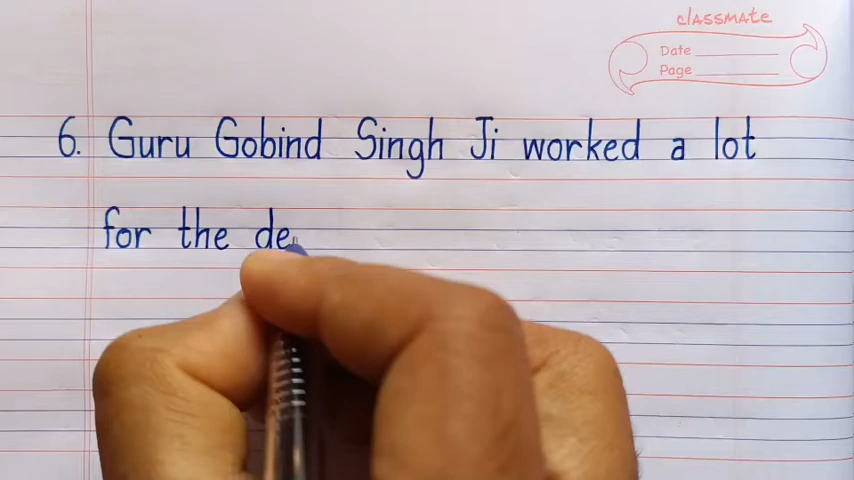 classmate
Date
Page
6. Guru Gobind Singh Ji worked a lot
for the de